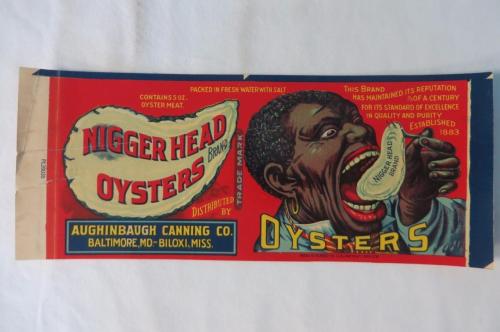 CONTAINS 5 OZ.
OYSTER MEAT.
PACKED IN FRESH WATER WITH SALT
NIGGER HEAD
BRAND
OYSTERS
TRADE MARK
DISTRIBUTED
BY
AUGHINBAUGH CANNING CO.
BALTIMORE, MD-BILOXI, MISS.
THIS BRAND
HAS MAINTAINED ITS REPUTATION
OF A CENTURY
FOR ITS STANDARD OF EXCELLENCE
IN QUALITY AND PURITY
ESTABLISHED
1883
NIGGER HEAD
BRAND
OYSTERS